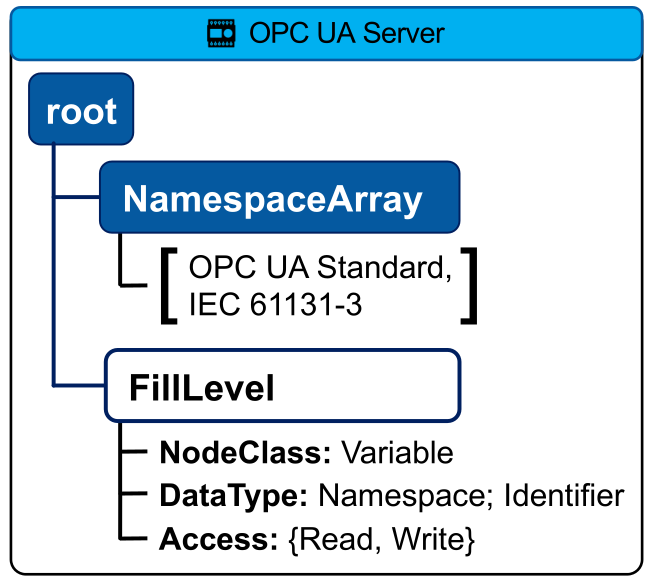 OPC UA Server
root
NamespaceArray
[ OPC UA Standard,
IEC 61131-3 ]
FillLevel
NodeClass: Variable
DataType: Namespace; Identifier
Access: {Read, Write}